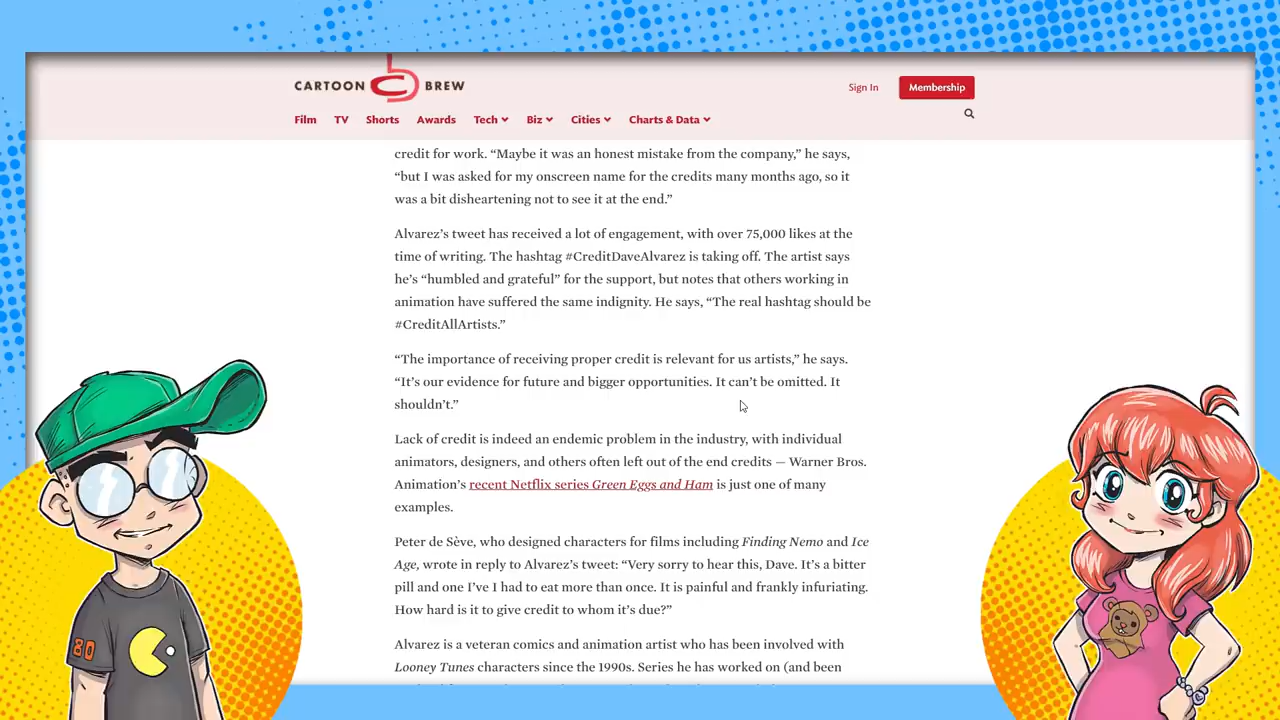 CARTOON BREW
Sign In
Membership
Film TV Shorts Awards Tech Biz Cities Charts & Data
credit for work. “Maybe it was an honest mistake from the company,” he says,
“but I was asked for my onscreen name for the credits many months ago, so it
was a bit disheartening not to see it at the end.”
Alvarez’s tweet has received a lot of engagement, with over 75,000 likes at the
time of writing. The hashtag #CreditDaveAlvarez is taking off. The artist says
he’s “humbled and grateful” for the support, but notes that others working in
animation have suffered the same indignity. He says, “The real hashtag should be
#CreditAllArtists.”
“The importance of receiving proper credit is relevant for us artists,” he says.
“It’s our evidence for future and bigger opportunities. It can’t be omitted. It
shouldn’t.”
Lack of credit is indeed an endemic problem in the industry, with individual
animators, designers, and others often left out of the end credits — Warner Bros.
Animation’s recent Netflix series Green Eggs and Ham is just one of many
examples.
Peter de Sève, who designed characters for films including Finding Nemo and Ice
Age, wrote in reply to Alvarez’s tweet: “Very sorry to hear this, Dave. It’s a bitter
pill and one I’ve I had to eat more than once. It is painful and frankly infuriating.
How hard is it to give credit to whom it’s due?”
Alvarez is a veteran comics and animation artist who has been involved with
Looney Tunes characters since the 1990s. Series he has worked on (and been
80